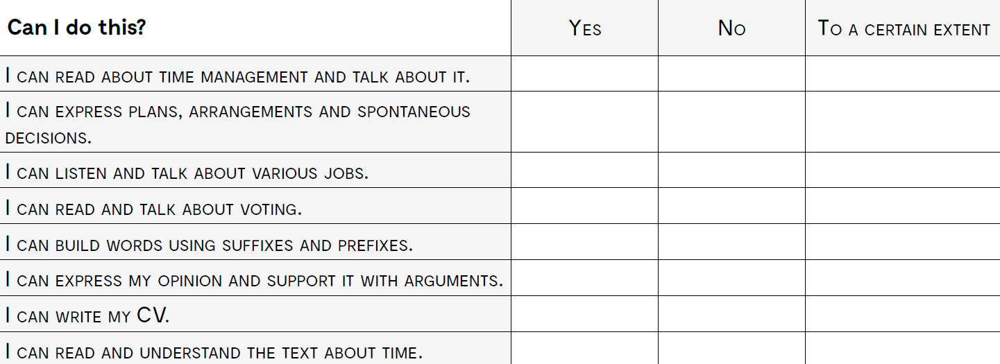 Can I do this? Yes No To a certain extent
I can read about time management and talk about it.
I can express plans, arrangements and spontaneous
decisions.
I can listen and talk about various jobs.
I can read and talk about voting.
I can build words using suffixes and prefixes.
I can express my opinion and support it with arguments.
I can write my CV.
I can read and understand the text about time.